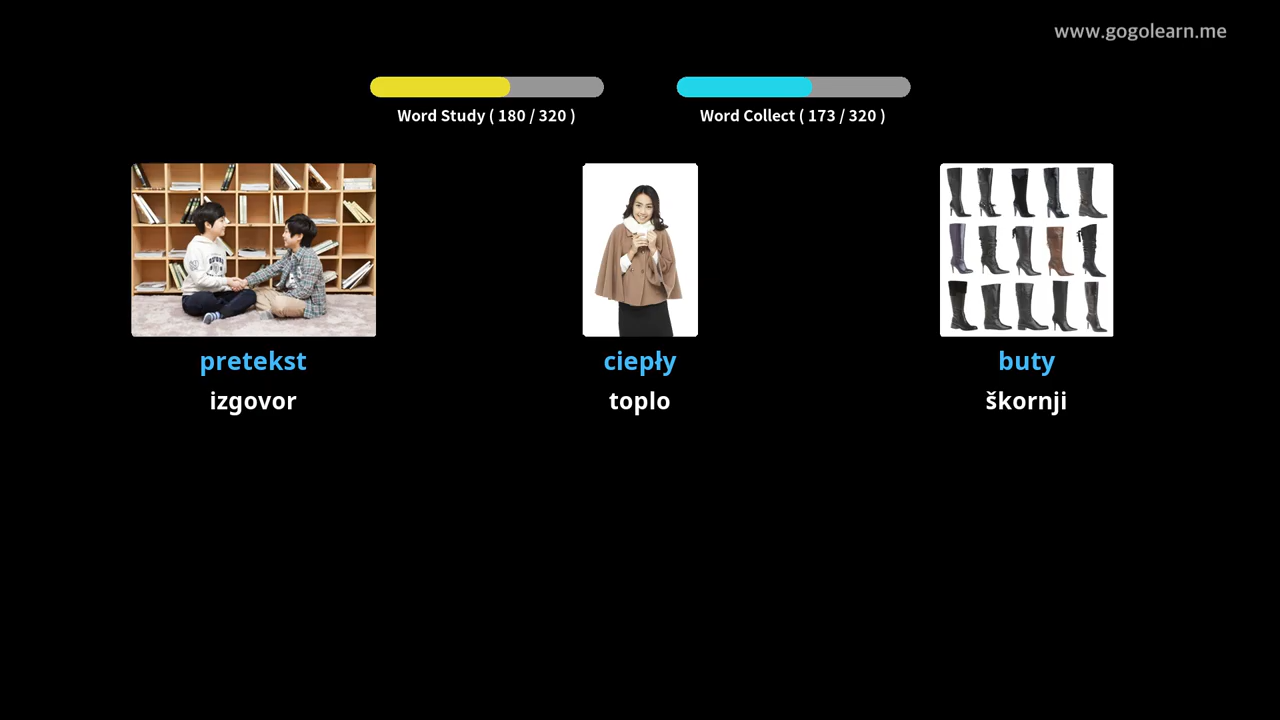 www.gogolearn.me
Word Study ( 180 / 320 )
Word Collect ( 173 / 320 )
pretekst
izgovor
ciepły
toplo
buty
škornji